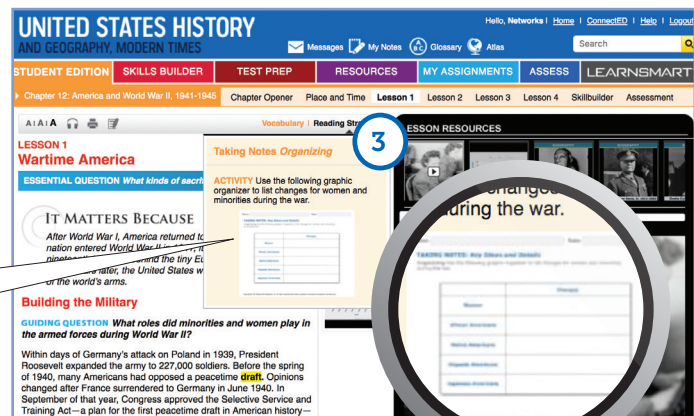 UNITED STATES HISTORY
AND GEOGRAPHY, MODERN TIMES
Hello, Networks | Home | ConnectED | Help | Logout
Messages My Notes Glossary Atlas
Search
STUDENT EDITION SKILLS BUILDER TEST PREP RESOURCES MY ASSIGNMENTS ASSESS LEARNSMART
Chapter 12: America and World War II, 1941-1945 Chapter Opener Place and Time Lesson 1 Lesson 2 Lesson 3 Lesson 4 Skillbuilder Assessment
A | A | A
Vocabulary | Reading Str
3
LESSON RESOURCES
LESSON 1
Wartime America
ESSENTIAL QUESTION What kinds of sacri
Taking Notes Organizing
ACTIVITY Use the following graphic
organizer to list changes for women and
minorities during the war.
changes
during the war.
TAKING NOTES: Key Ideas and Details
Changes
Women
African Americans
Native Americans
Hispanic Americans
Japanese Americans
IT MATTERS BECAUSE
After World War I, America returned to
nation entered World War II in
later, the United States w
of the world's arms.
Building the Military
GUIDING QUESTION What roles did minorities and women play in
the armed forces during World War II?
Within days of Germany's attack on Poland in 1939, President
Roosevelt expanded the army to 227,000 soldiers. Before the spring
of 1940, many Americans had opposed a peacetime draft. Opinions
changed after France surrendered to Germany in June 1940. In
September of that year, Congress approved the Selective Service and
Training Act—a plan for the first peacetime draft in American history—